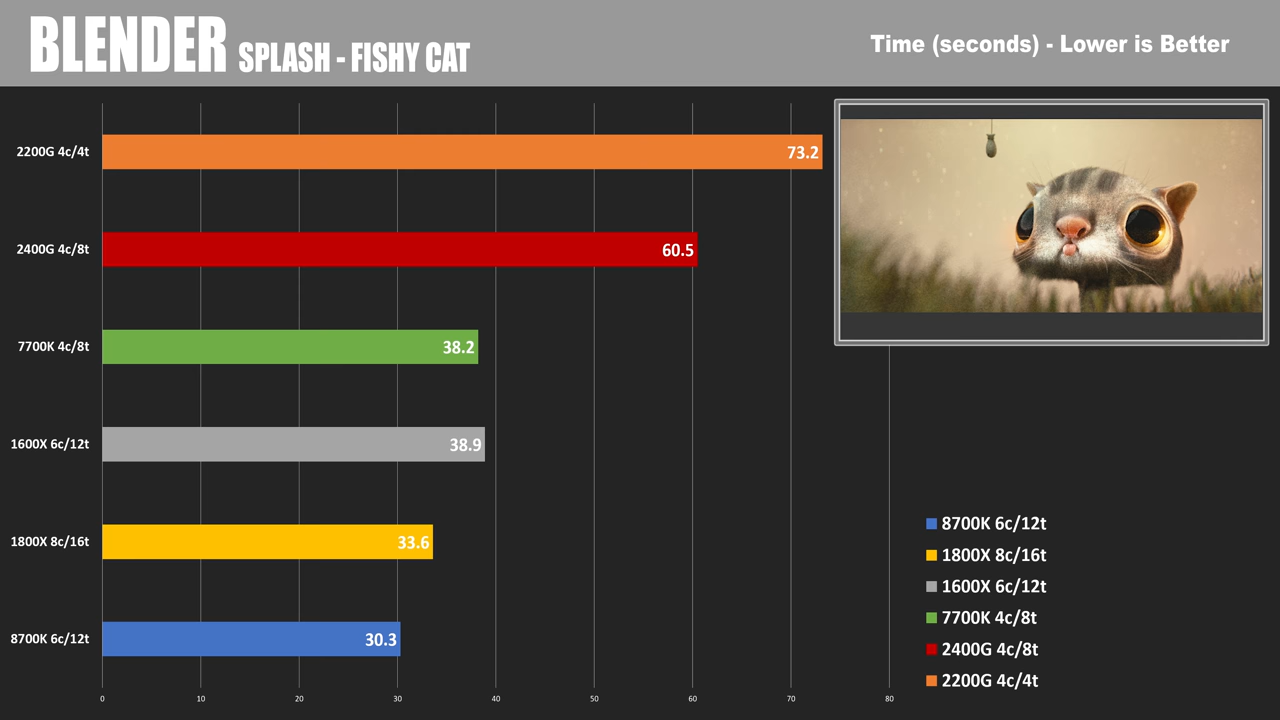 BLENDER SPLASH - FISHY CAT
Time (seconds) - Lower is Better
2200G 4c/4t
73.2
2400G 4c/8t
60.5
7700K 4c/8t
38.2
1600X 6c/12t
38.9
1800X 8c/16t
33.6
8700K 6c/12t
30.3
0 10 20 30 40 50 60 70 80
8700K 6c/12t
1800X 8c/16t
1600X 6c/12t
7700K 4c/8t
2400G 4c/8t
2200G 4c/4t